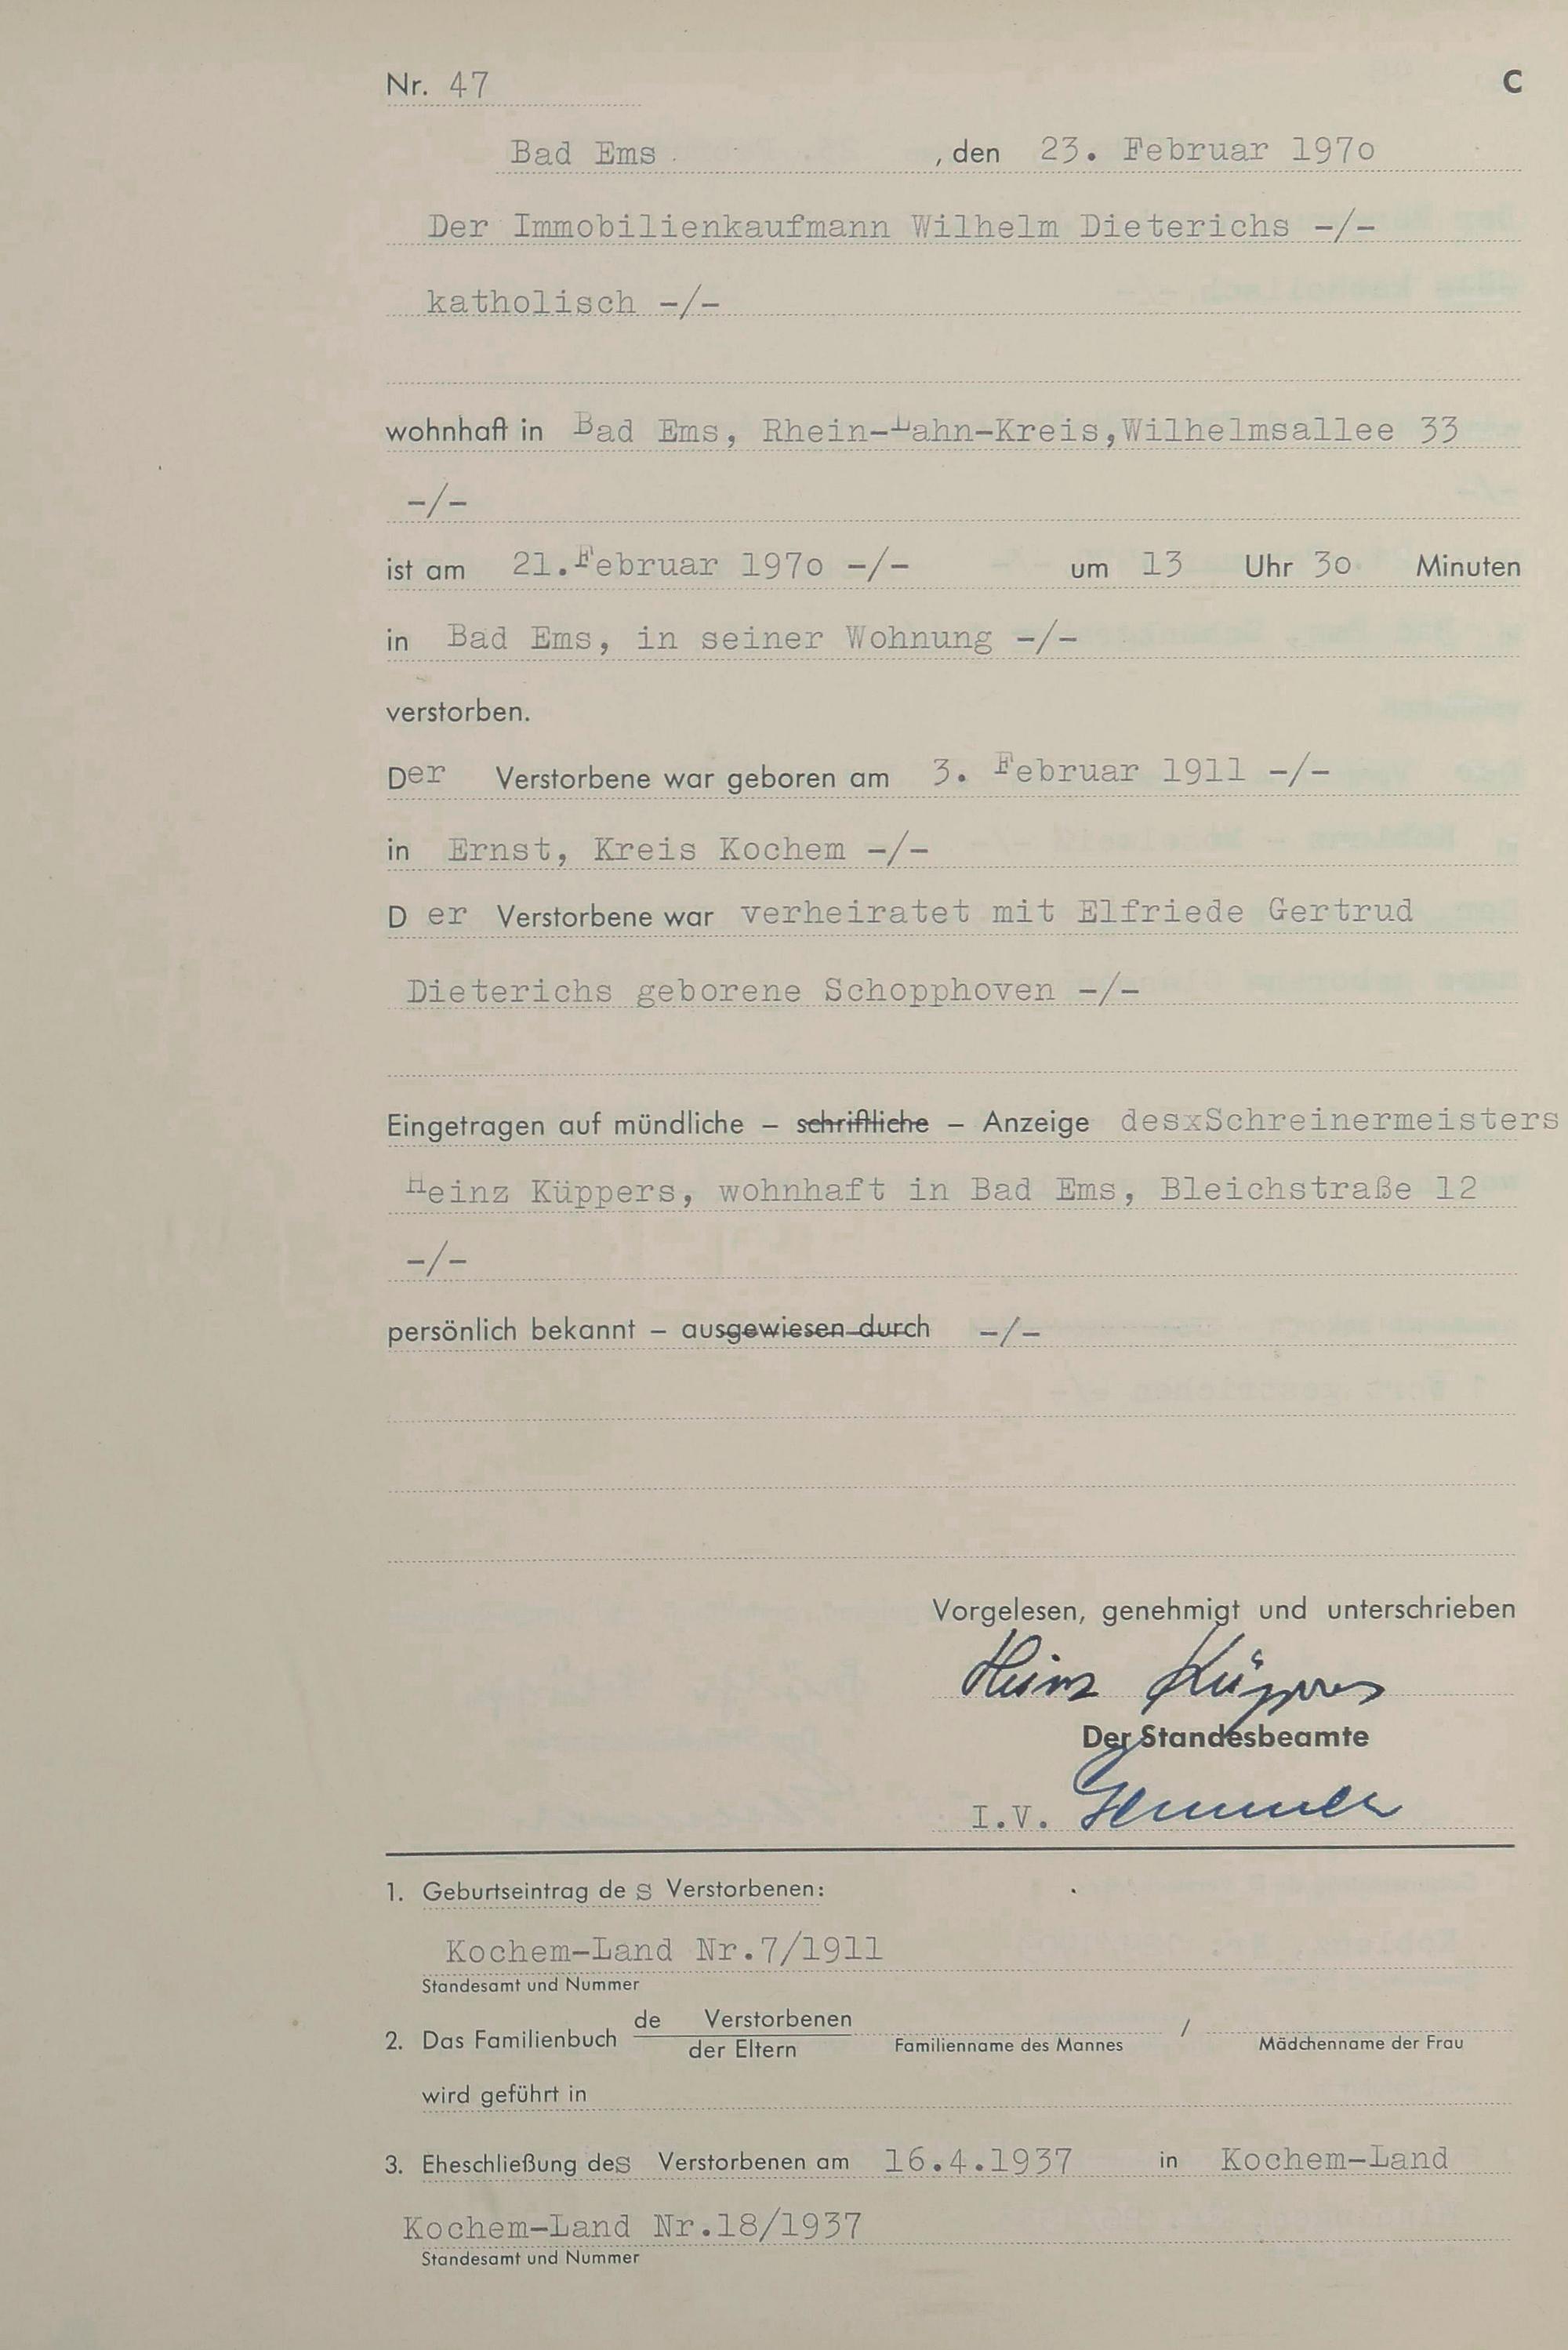 Nr. 47 C
Bad Ems , den 23. Februar 1970
Der Immobilienkaufmann Wilhelm Dieterichs -/-
katholisch -/-
wohnhaft in Bad Ems, Rhein-Lahn-Kreis,Wilhelmsallee 33
-/-
ist am 21.Februar 1970 -/- um 13 Uhr 30 Minuten
in Bad Ems, in seiner Wohnung -/-
verstorben.
Der Verstorbene war geboren am 3. Februar 1911 -/-
in Ernst, Kreis Kochem -/-
D er Verstorbene war verheiratet mit Elfriede Gertrud
Dieterichs geborene Schopphoven -/-
Eingetragen auf mündliche – schriftliche – Anzeige desxSchreinermeisters
Heinz Küppers, wohnhaft in Bad Ems, Bleichstraße 12
-/-
persönlich bekannt – ausgewiesen durch -/-
Vorgelesen, genehmigt und unterschrieben
Heinz Küppers
Der Standesbeamte
I.V.
1. Geburtseintrag de s Verstorbenen:
Kochem-Land Nr.7/1911
Standesamt und Nummer
2. Das Familienbuch de Verstorbenen
der Eltern Familienname des Mannes / Mädchenname der Frau
wird geführt in
3. Eheschließung des Verstorbenen am 16.4.1937 in Kochem-Land
Kochem-Land Nr.18/1937
Standesamt und Nummer